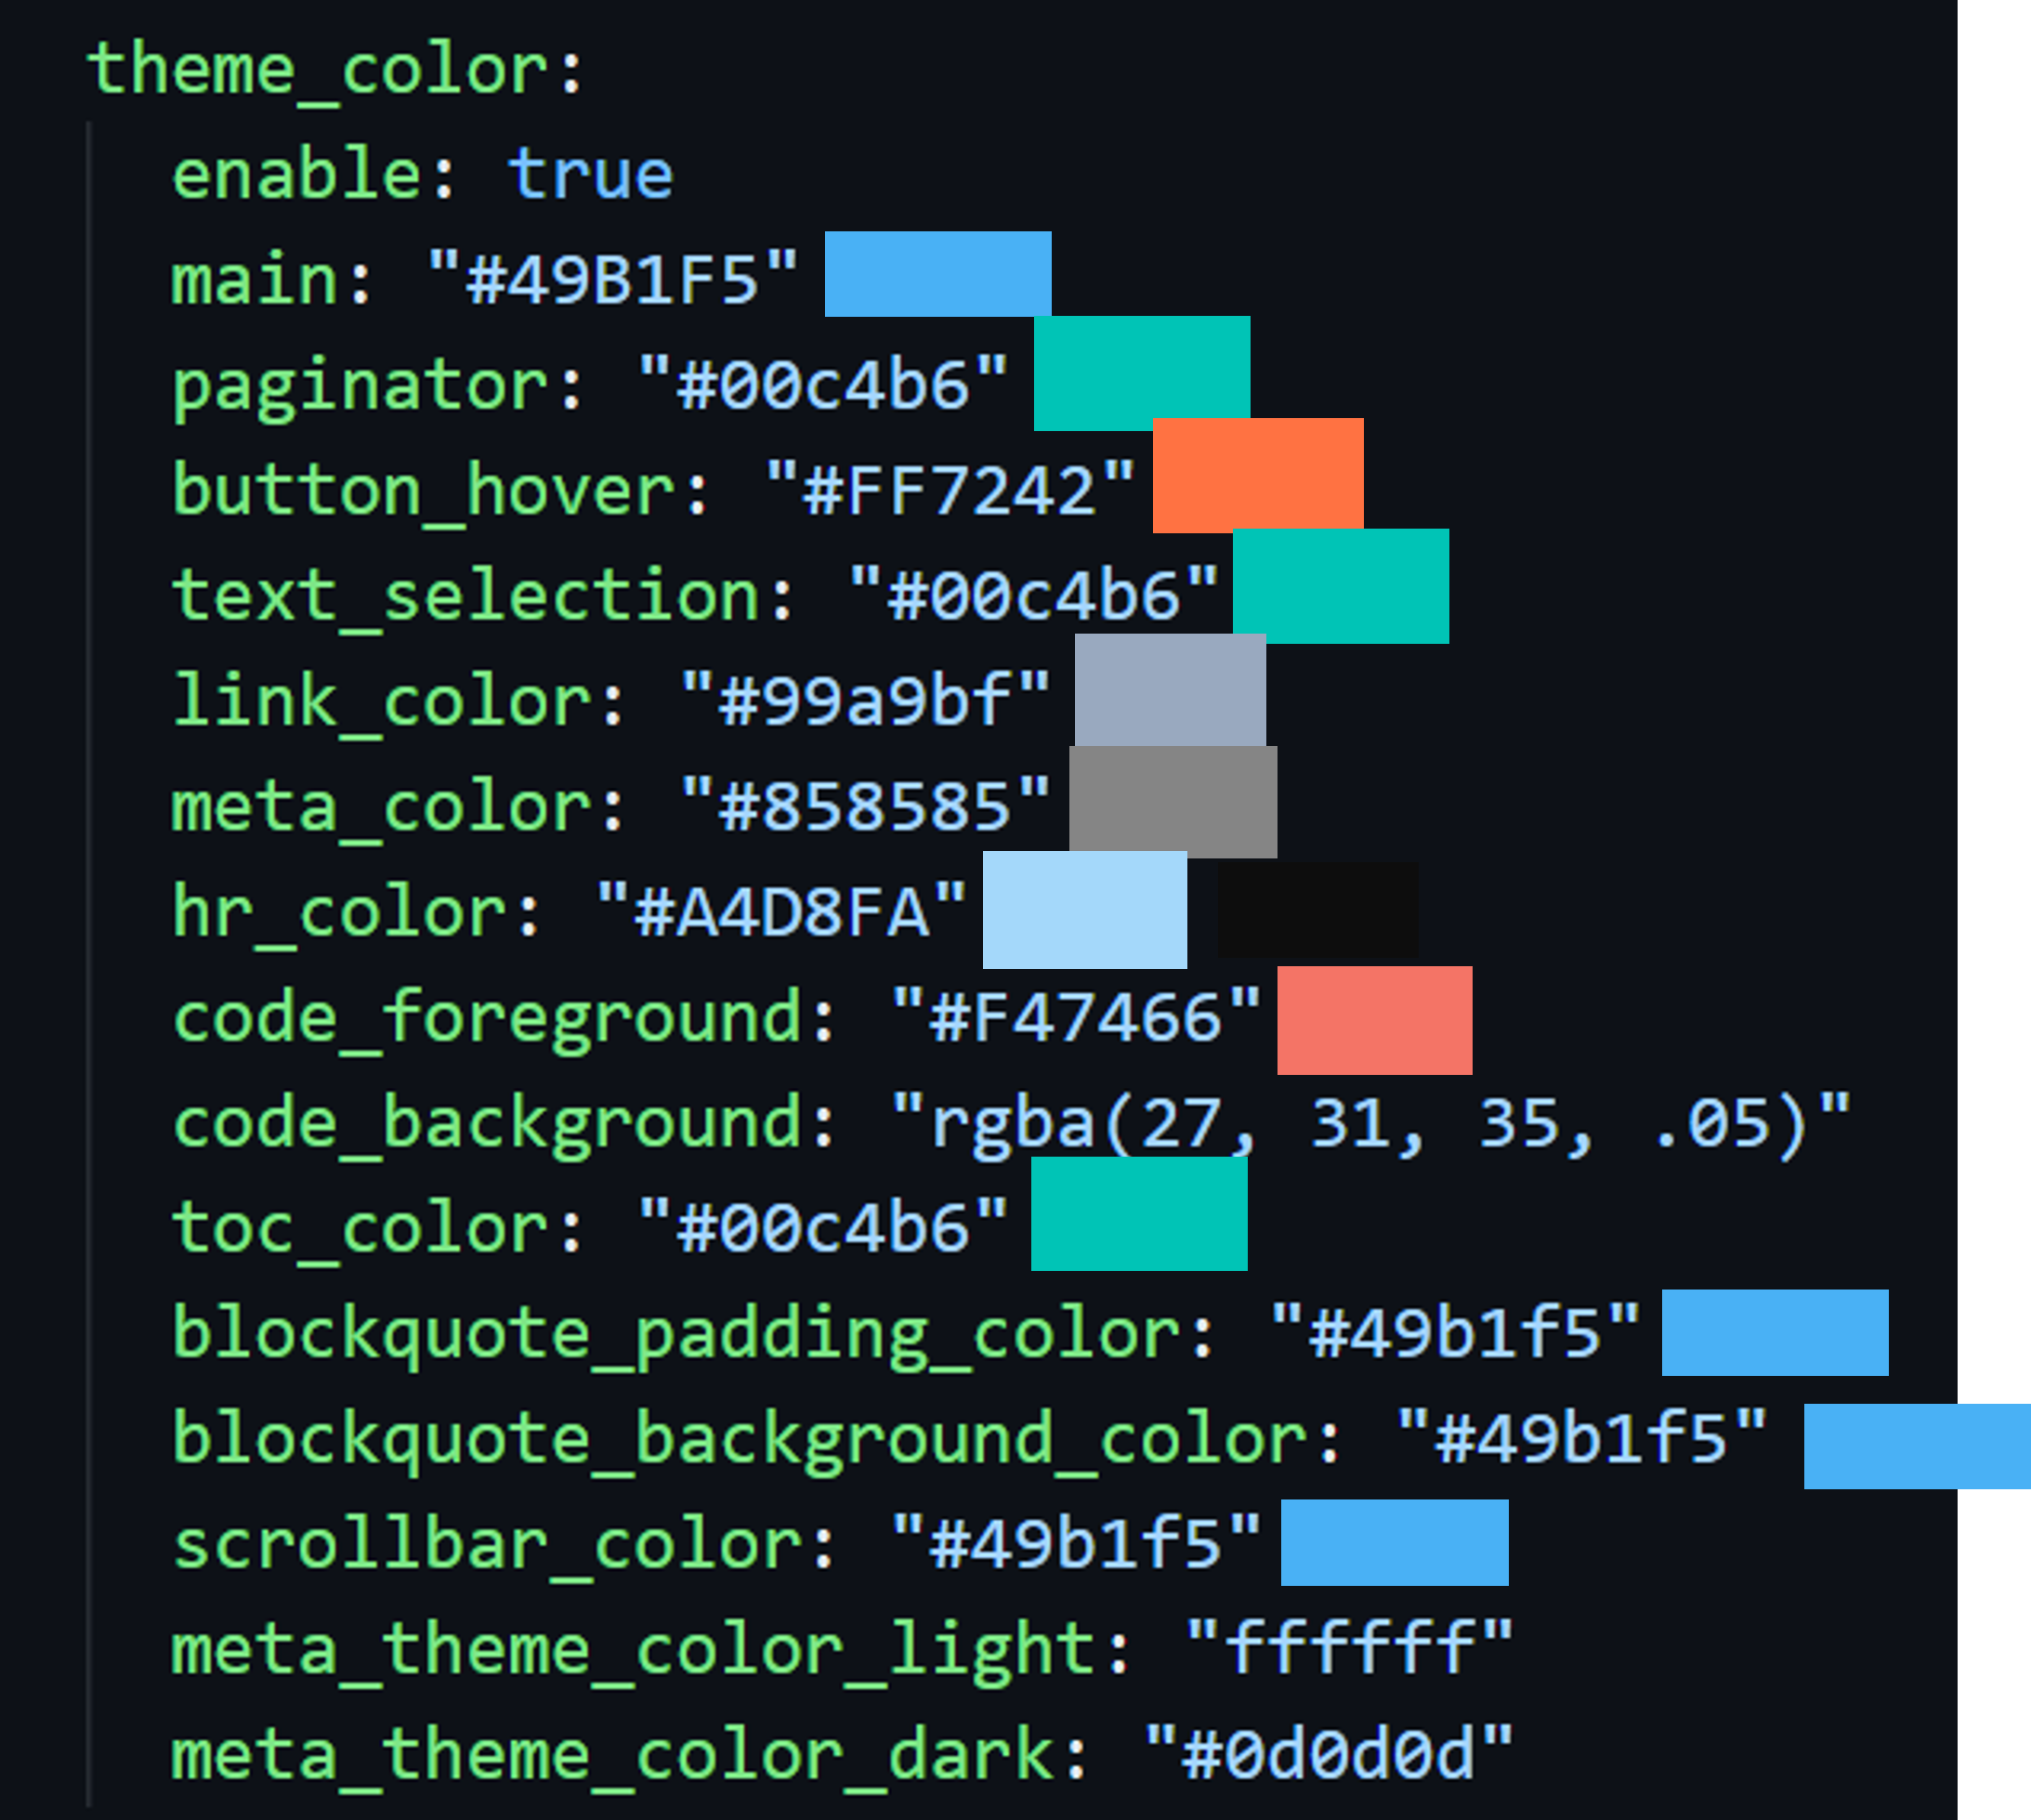 theme_color:
enable: true
main: "#49B1F5"
paginator: "#00c4b6"
button_hover: "#FF7242"
text_selection: "#00c4b6"
link_color: "#99a9bf"
meta_color: "#858585"
hr_color: "#A4D8FA"
code_foreground: "#F47466"
code_background: "rgba(27, 31, 35, .05)"
toc_color: "#00c4b6"
blockquote_padding_color: "#49b1f5"
blockquote_background_color: "#49b1f5"
scrollbar_color: "#49b1f5"
meta_theme_color_light: "ffffff"
meta_theme_color_dark: "#0d0d0d"